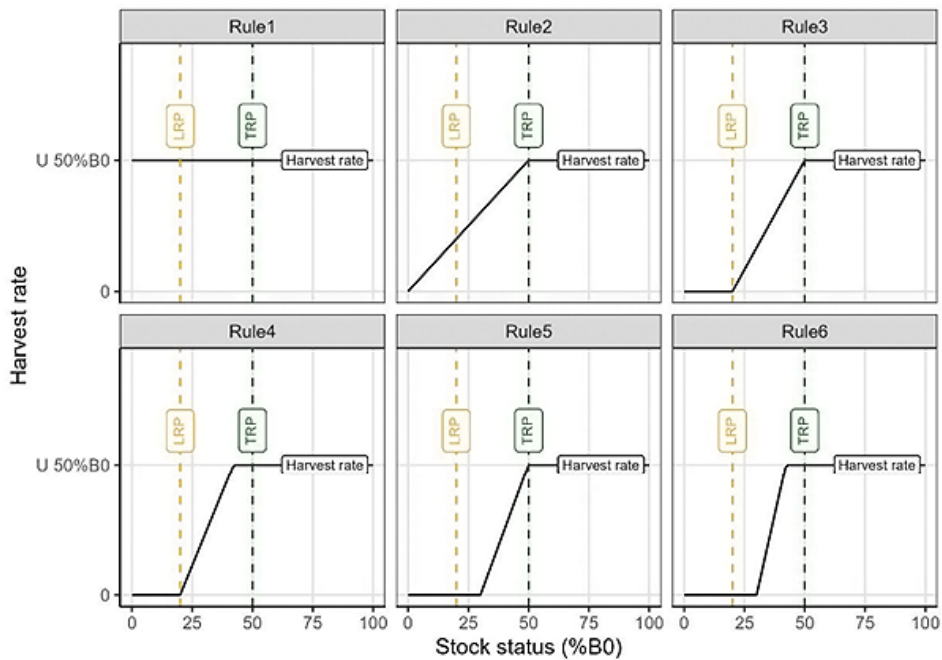 Rule1 Rule2 Rule3
LRP TRP LRP TRP LRP TRP
U 50%B0 Harvest rate Harvest rate Harvest rate
0
Harvest rate
Rule4 Rule5 Rule6
LRP TRP LRP TRP LRP TRP
U 50%B0 Harvest rate Harvest rate Harvest rate
0
0 25 50 75 100 0 25 50 75 100 0 25 50 75 100
Stock status (%B0)